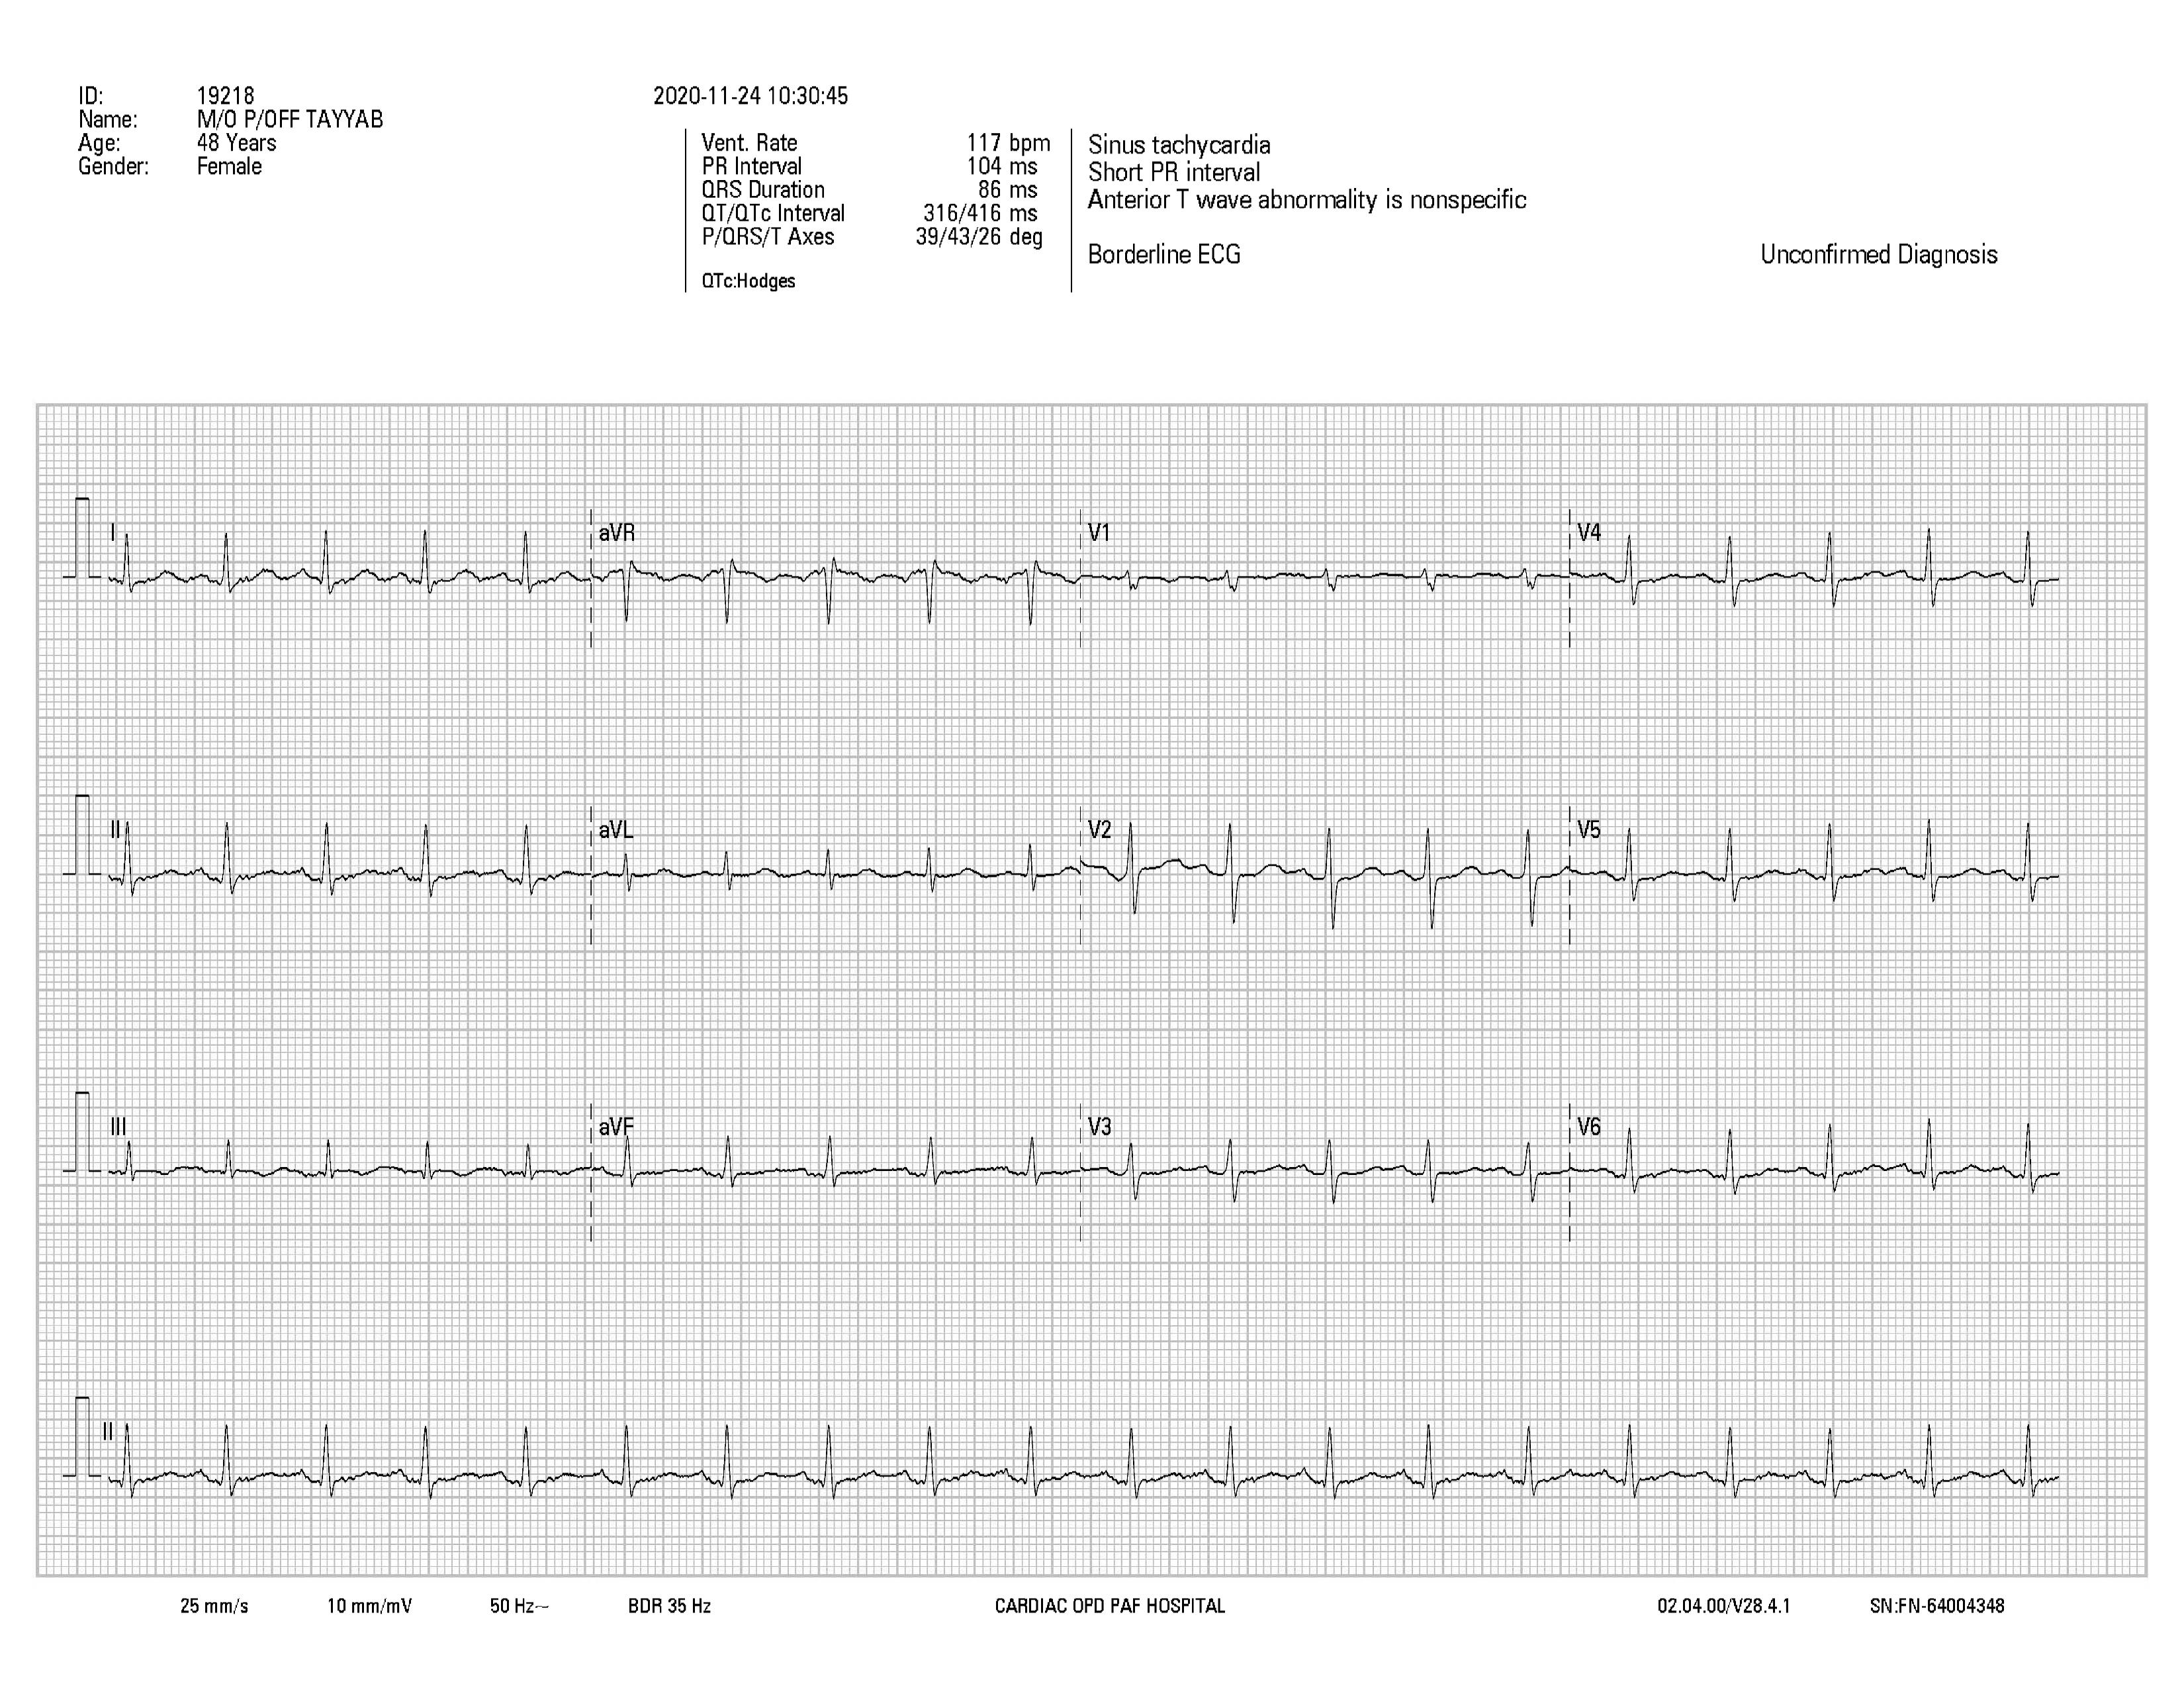 ID: 19218
Name: M/O P/OFF TAYYAB
Age: 48 Years
Gender: Female
2020-11-24 10:30:45
Vent. Rate 117 bpm
PR Interval 104 ms
QRS Duration 86 ms
QT/QTc Interval 316/416 ms
P/QRS/T Axes 39/43/26 deg
QTc:Hodges
Sinus tachycardia
Short PR interval
Anterior T wave abnormality is nonspecific
Borderline ECG
Unconfirmed Diagnosis
I aVR V1 V4
II aVL V2 V5
III aVF V3 V6
II
25 mm/s 10 mm/mV 50 Hz~ BDR 35 Hz CARDIAC OPD PAF HOSPITAL 02.04.00/V28.4.1 SN:FN-64004348